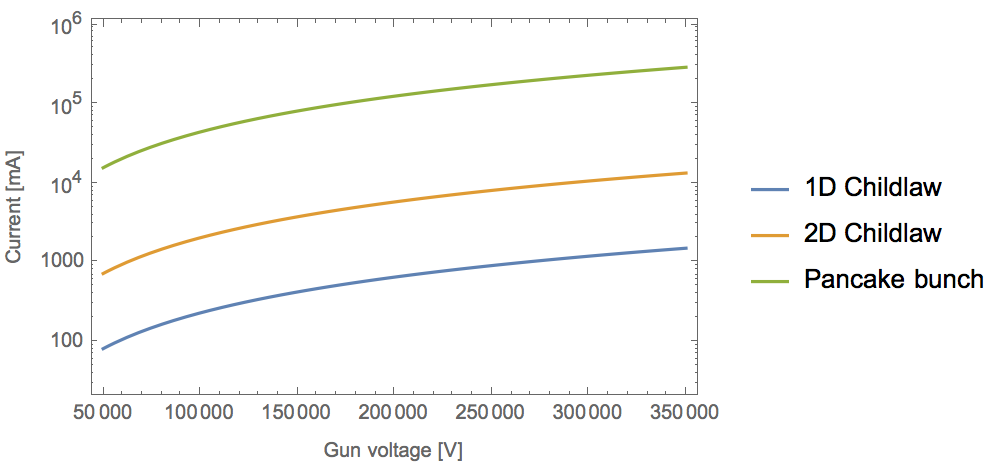 10^6
10^5
10^4
1000
100
Current [mA]
50 000 100 000 150 000 200 000 250 000 300 000 350 000
Gun voltage [V]
1D Childlaw
2D Childlaw
Pancake bunch